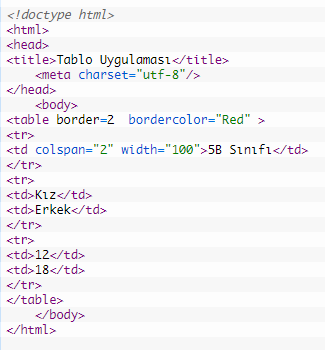 <!doctype html>
<html>
<head>
<title>Tablo Uygulaması</title>
<meta charset="utf-8"/>
</head>
<body>
<table border=2  bordercolor="Red" >
<tr>
<td colspan="2" width="100">5B Sınıfı</td>
</tr>
<tr>
<td>Kız</td>
<td>Erkek</td>
</tr>
<tr>
<td>12</td>
<td>18</td>
</tr>
</table>
</body>
</html>